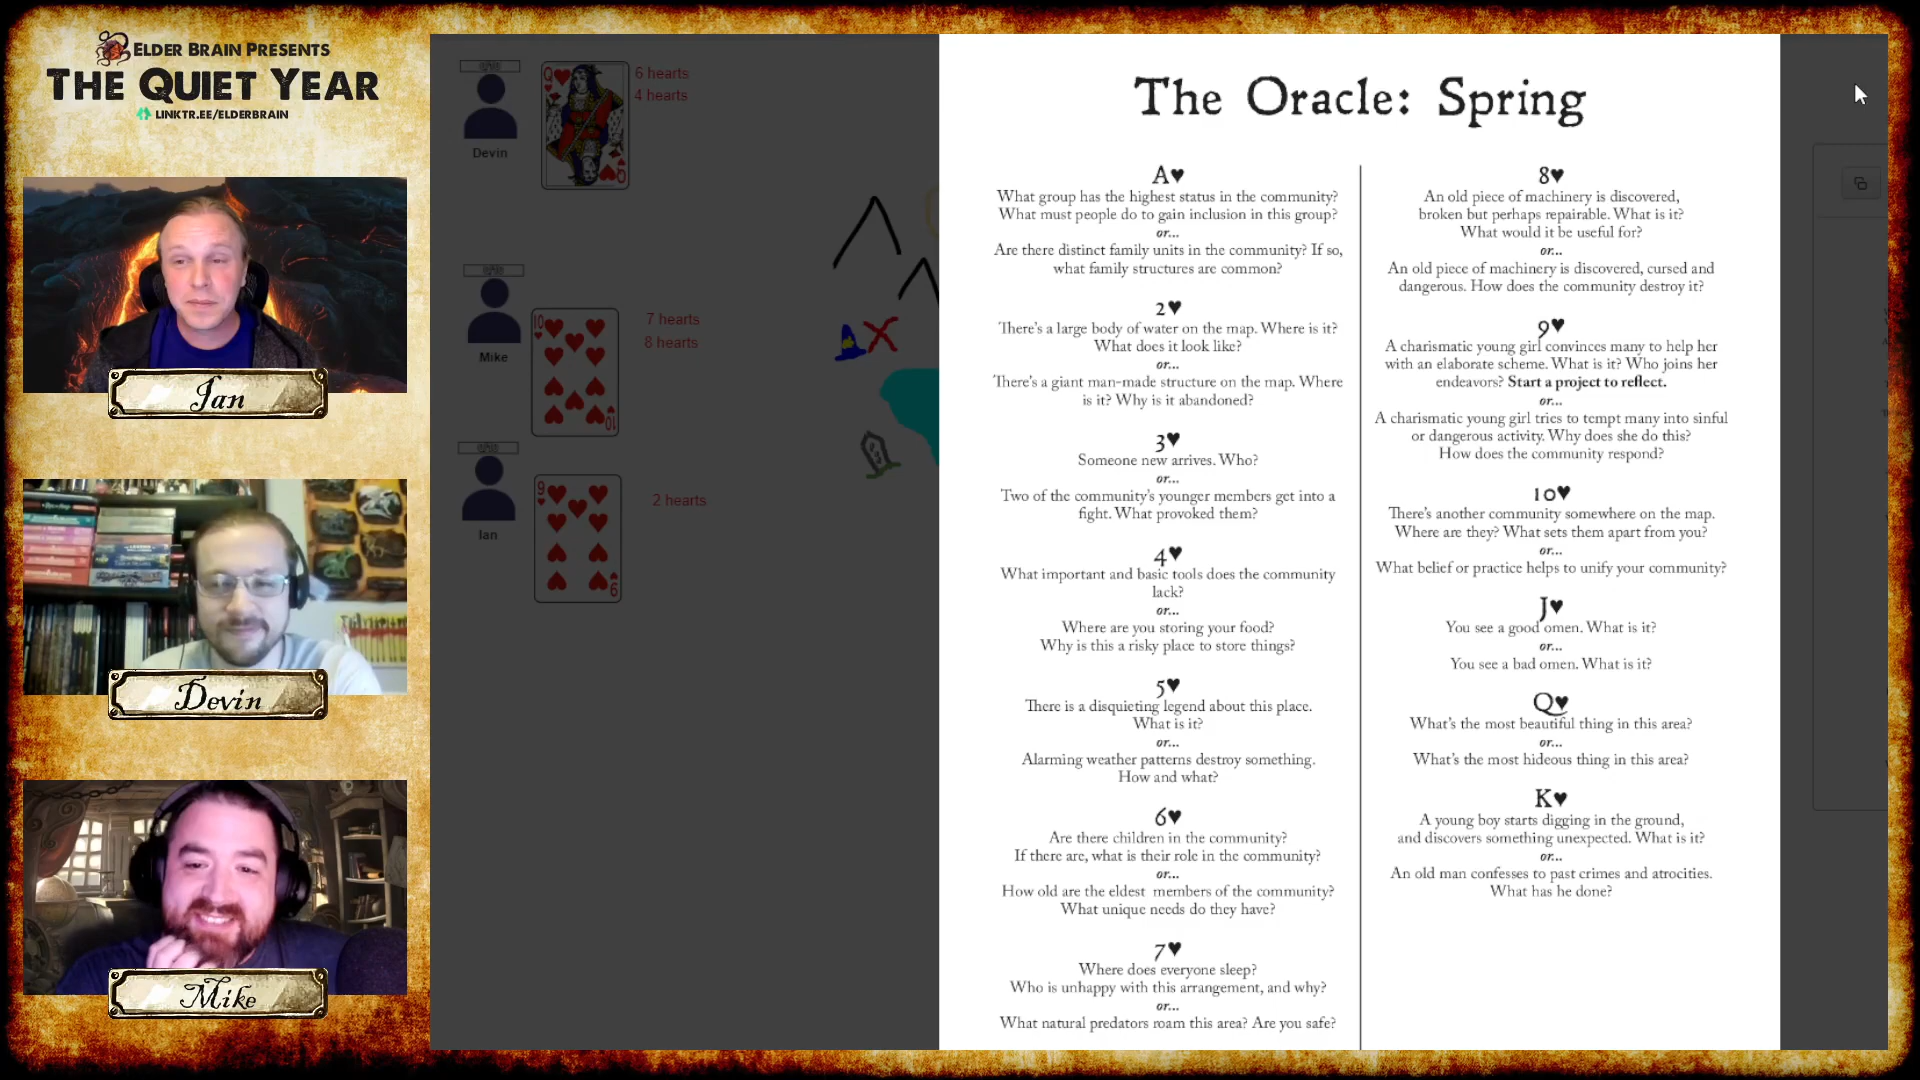 ELDER BRAIN PRESENTS
THE QUIET YEAR
LINKTR.EE/ELDERBRAIN
Ian
Devin
Mike
Q
6 hearts
4 hearts
Devin
10
7 hearts
8 hearts
Mike
9
2 hearts
Ian
The Oracle: Spring
A♥
What group has the highest status in the community?
What must people do to gain inclusion in this group?
or...
Are there distinct family units in the community? If so,
what family structures are common?
2♥
There's a large body of water on the map. Where is it?
What does it look like?
or...
There's a giant man-made structure on the map. Where
is it? Why is it abandoned?
3♥
Someone new arrives. Who?
or...
Two of the community's younger members get into a
fight. What provoked them?
4♥
What important and basic tools does the community
lack?
or...
Where are you storing your food?
Why is this a risky place to store things?
5♥
There is a disquieting legend about this place.
What is it?
or...
Alarming weather patterns destroy something.
How and what?
6♥
Are there children in the community?
If there are, what is their role in the community?
or...
How old are the eldest members of the community?
What unique needs do they have?
7♥
Where does everyone sleep?
Who is unhappy with this arrangement, and why?
or...
What natural predators roam this area? Are you safe?
8♥
An old piece of machinery is discovered,
broken but perhaps repairable. What is it?
What would it be useful for?
or...
An old piece of machinery is discovered, cursed and
dangerous. How does the community destroy it?
9♥
A charismatic young girl convinces many to help her
with an elaborate scheme. What is it? Who joins her
endeavors? Start a project to reflect.
or...
A charismatic young girl tries to tempt many into sinful
or dangerous activity. Why does she do this?
How does the community respond?
10♥
There's another community somewhere on the map.
Where are they? What sets them apart from you?
or...
What belief or practice helps to unify your community?
J♥
You see a good omen. What is it?
or...
You see a bad omen. What is it?
Q♥
What's the most beautiful thing in this area?
or...
What's the most hideous thing in this area?
K♥
A young boy starts digging in the ground,
and discovers something unexpected. What is it?
or...
An old man confesses to past crimes and atrocities.
What has he done?